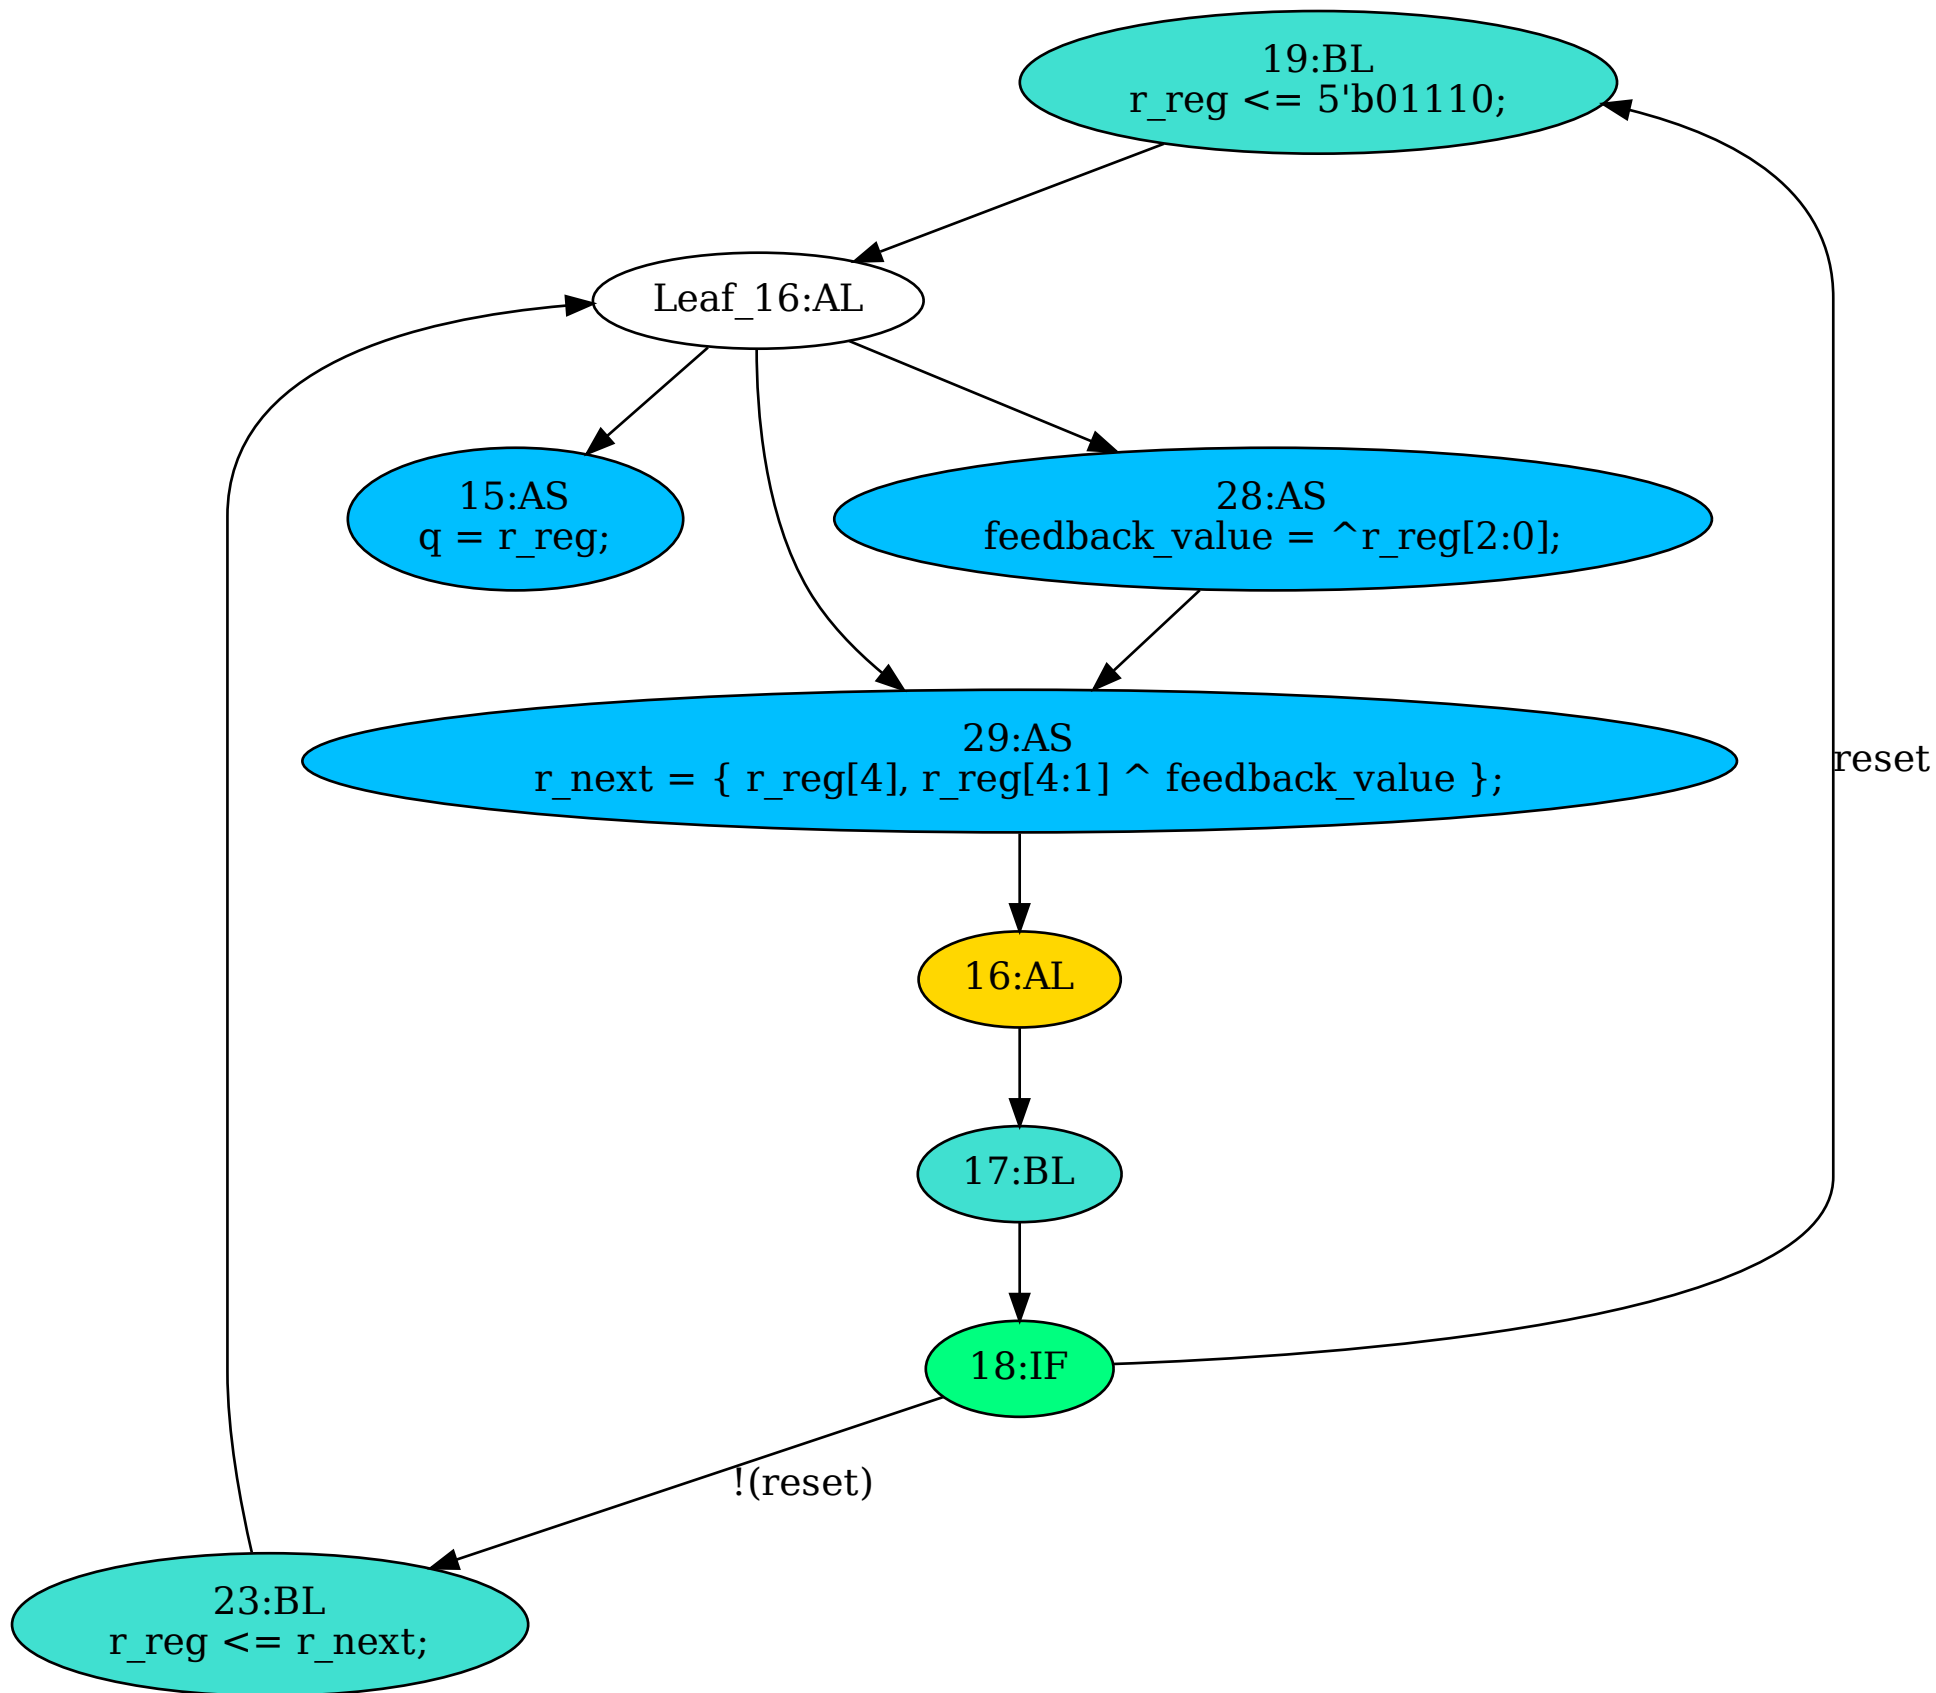 19:BL
r_reg <= 5'b01110;
Leaf_16:AL
15:AS
q = r_reg;
28:AS
feedback_value = ^r_reg[2:0];
29:AS
r_next = { r_reg[4], r_reg[4:1] ^ feedback_value };
reset
16:AL
17:BL
18:IF
!(reset)
23:BL
r_reg <= r_next;